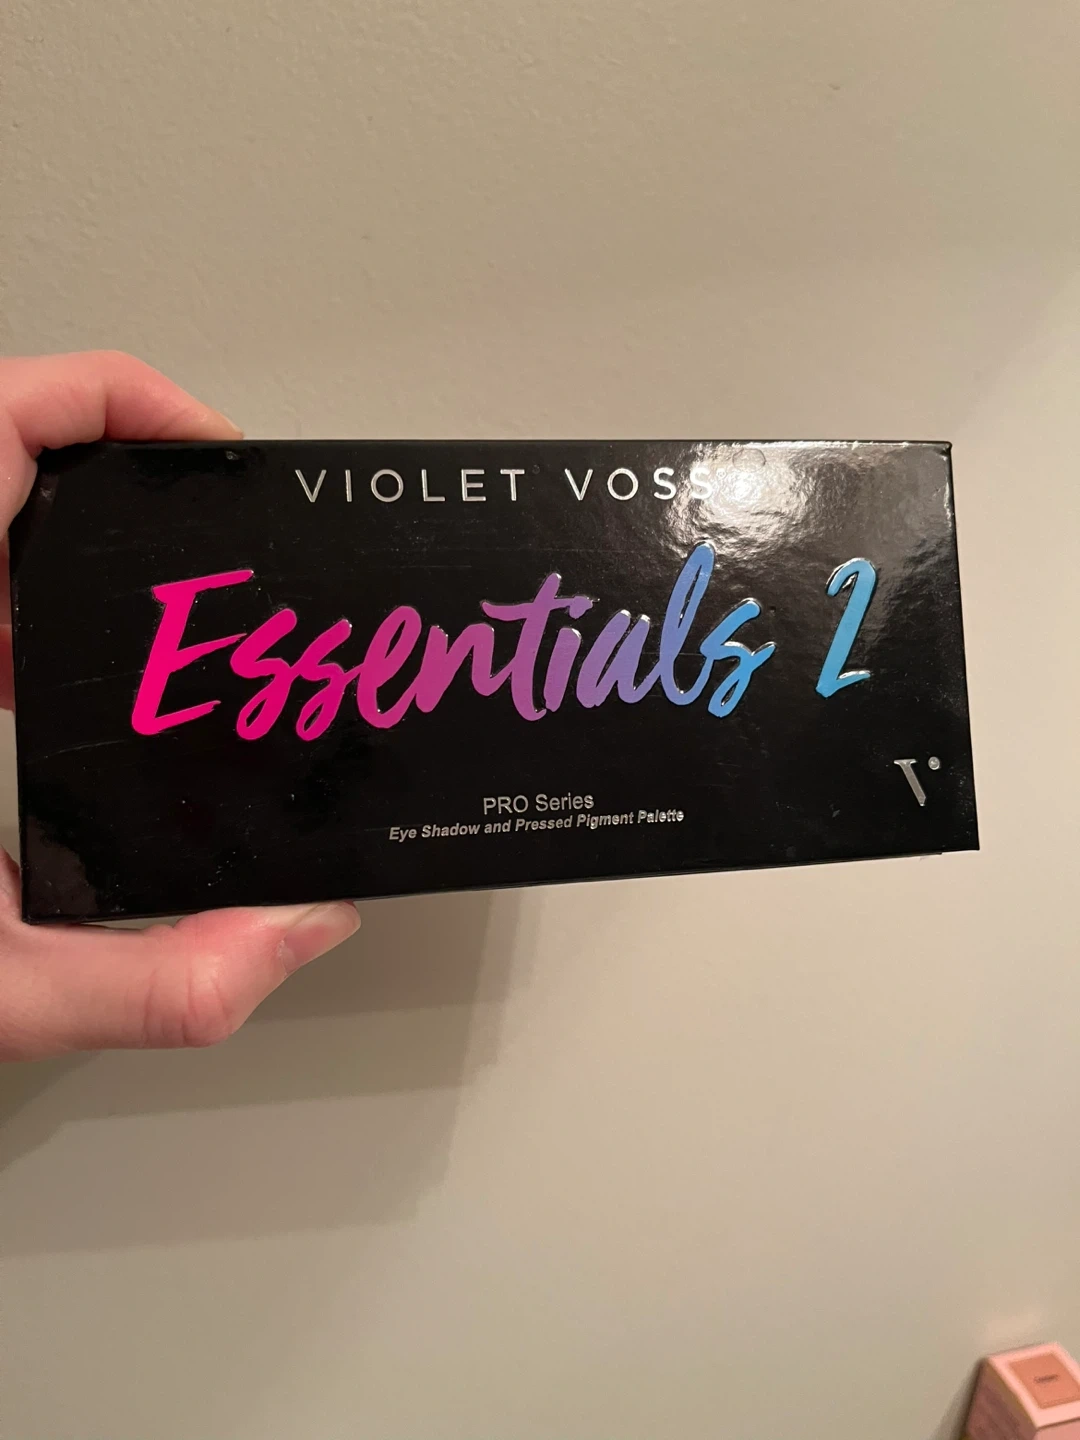 VIOLET VOSS
Essentials 2
V
PRO Series
Eye Shadow and Pressed Pigment Palette